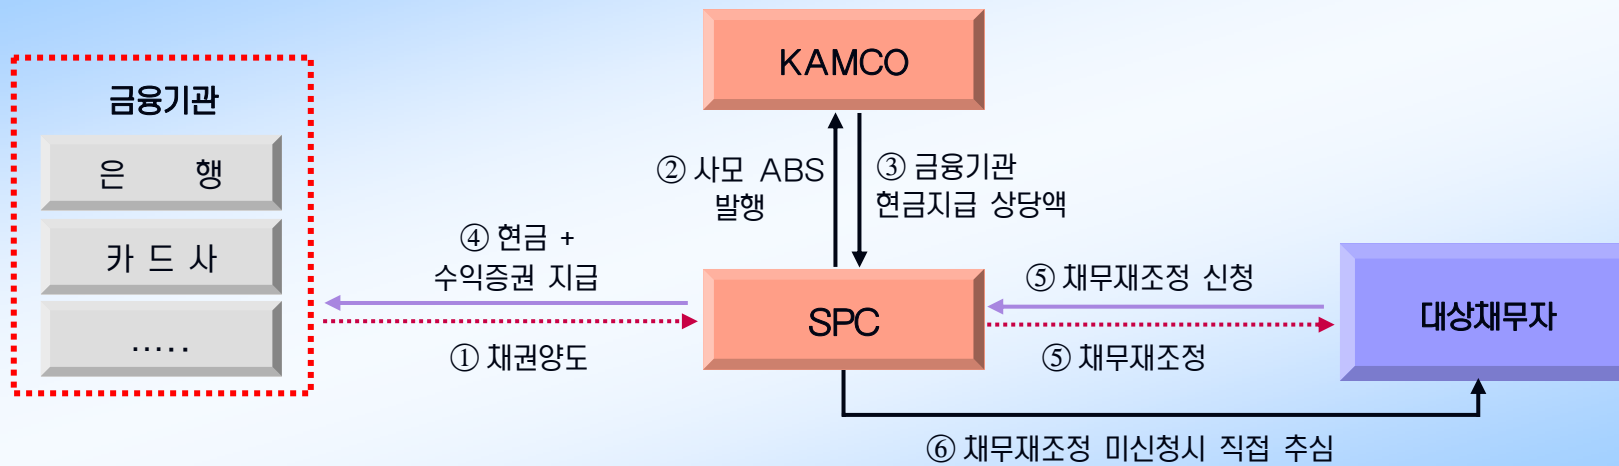 KAMCO
금융기관
은 행
카 드 사
.....
② 사모 ABS
발행
③ 금융기관
현금지급 상당액
④ 현금 +
수익증권 지급
① 채권양도
SPC
⑤ 채무재조정 신청
⑤ 채무재조정
대상채무자
⑥ 채무재조정 미신청시 직접 추심